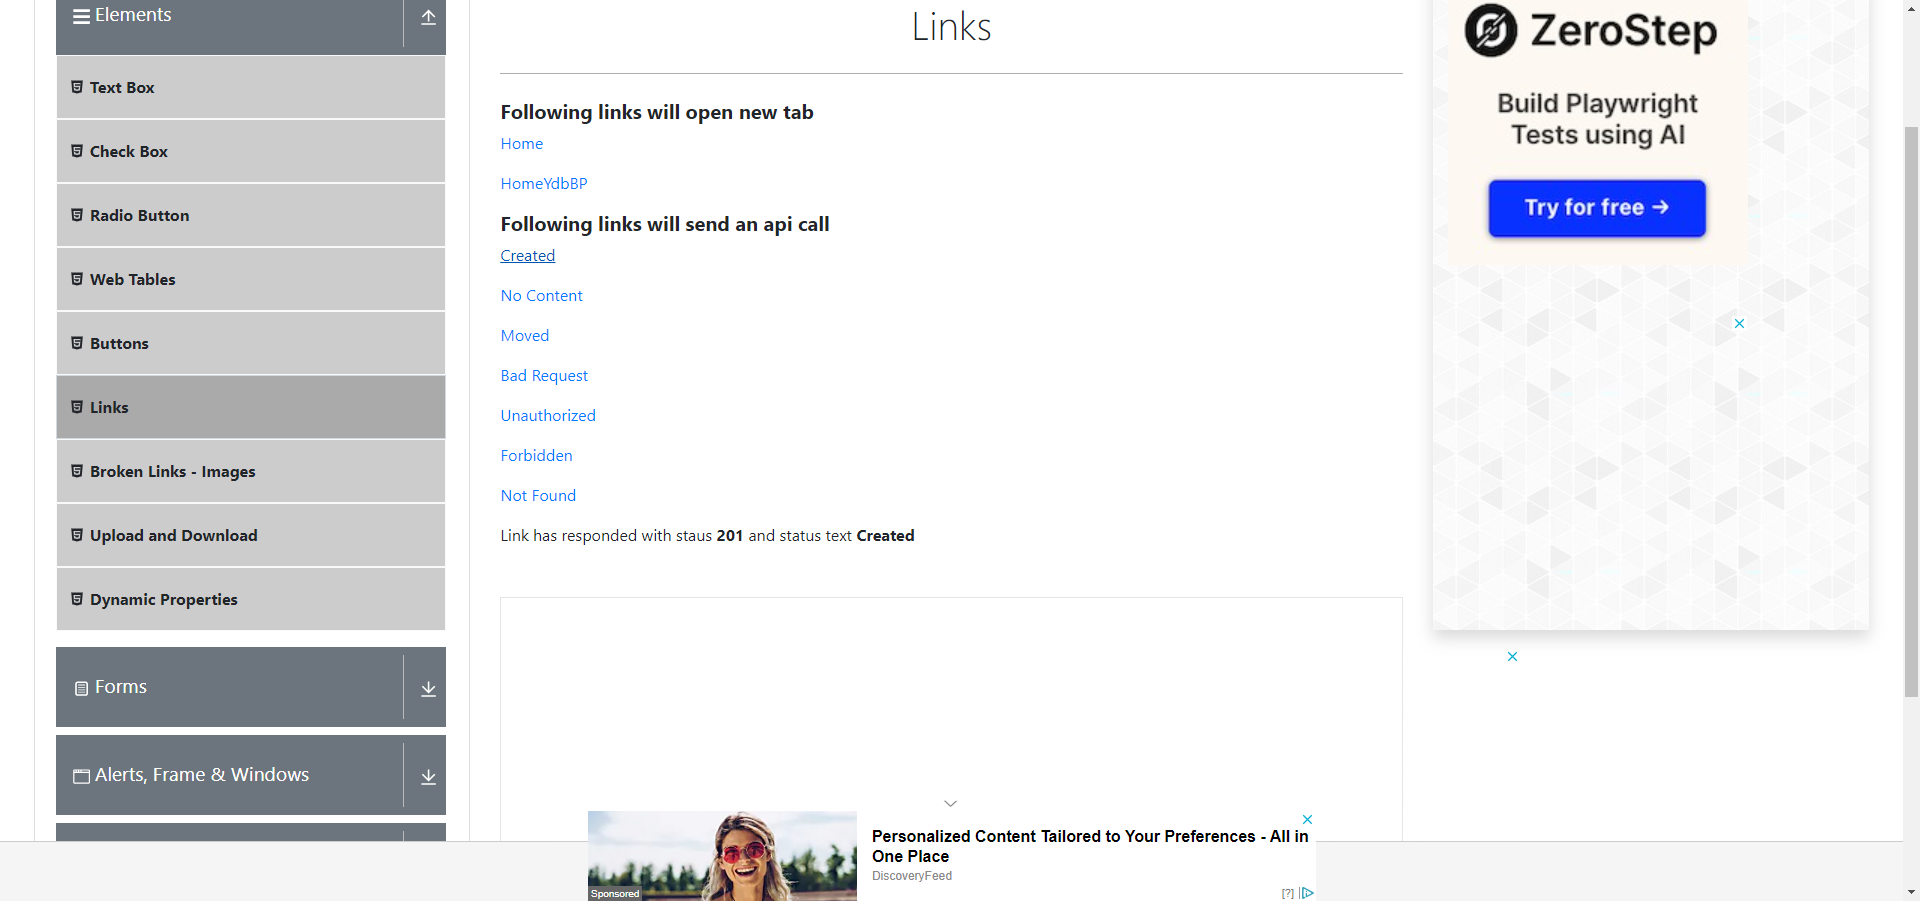 Elements
Text Box
Check Box
Radio Button
Web Tables
Buttons
Links
Broken Links - Images
Upload and Download
Dynamic Properties
Forms
Alerts, Frame & Windows
Links
Following links will open new tab
Home
HomeYdbBP
Following links will send an api call
Created
No Content
Moved
Bad Request
Unauthorized
Forbidden
Not Found
Link has responded with staus 201 and status text Created
ZeroStep
Build Playwright
Tests using AI
Try for free →
Personalized Content Tailored to Your Preferences - All in
One Place
DiscoveryFeed
Sponsored
[?]